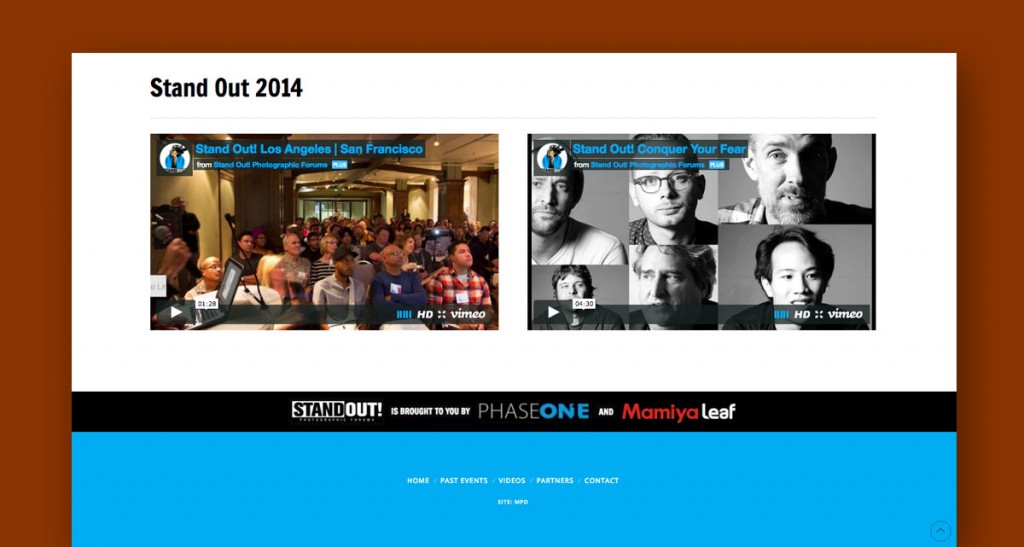 Stand Out 2014
Stand Out! Los Angeles | San Francisco
from Stand Out! Photographic Forums PLUS
01:28
HD vimeo
Stand Out! Conquer Your Fear
from Stand Out! Photographic Forums PLUS
04:30
HD vimeo
STANDOUT! IS BROUGHT TO YOU BY PHASEONE AND Mamiya Leaf
PHOTOGRAPHIC FORUMS
HOME / PAST EVENTS / VIDEOS / PARTNERS / CONTACT
SITE: MPD